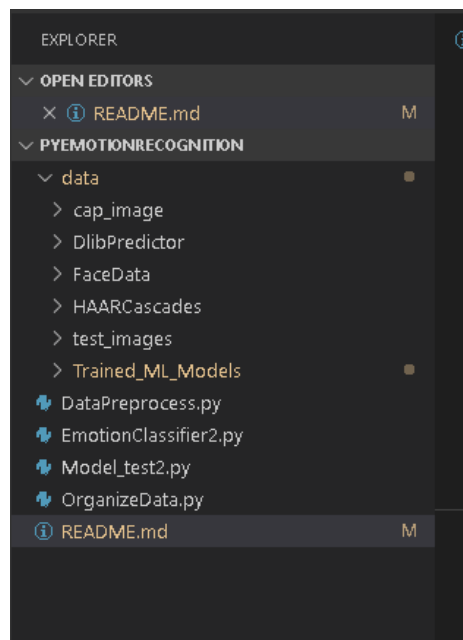 EXPLORER
OPEN EDITORS
README.md M
PYEMOTIONRECOGNITION
data
cap_image
DlibPredictor
FaceData
HAARCascades
test_images
Trained_ML_Models
DataPreprocess.py
EmotionClassifier2.py
Model_test2.py
OrganizeData.py
README.md M